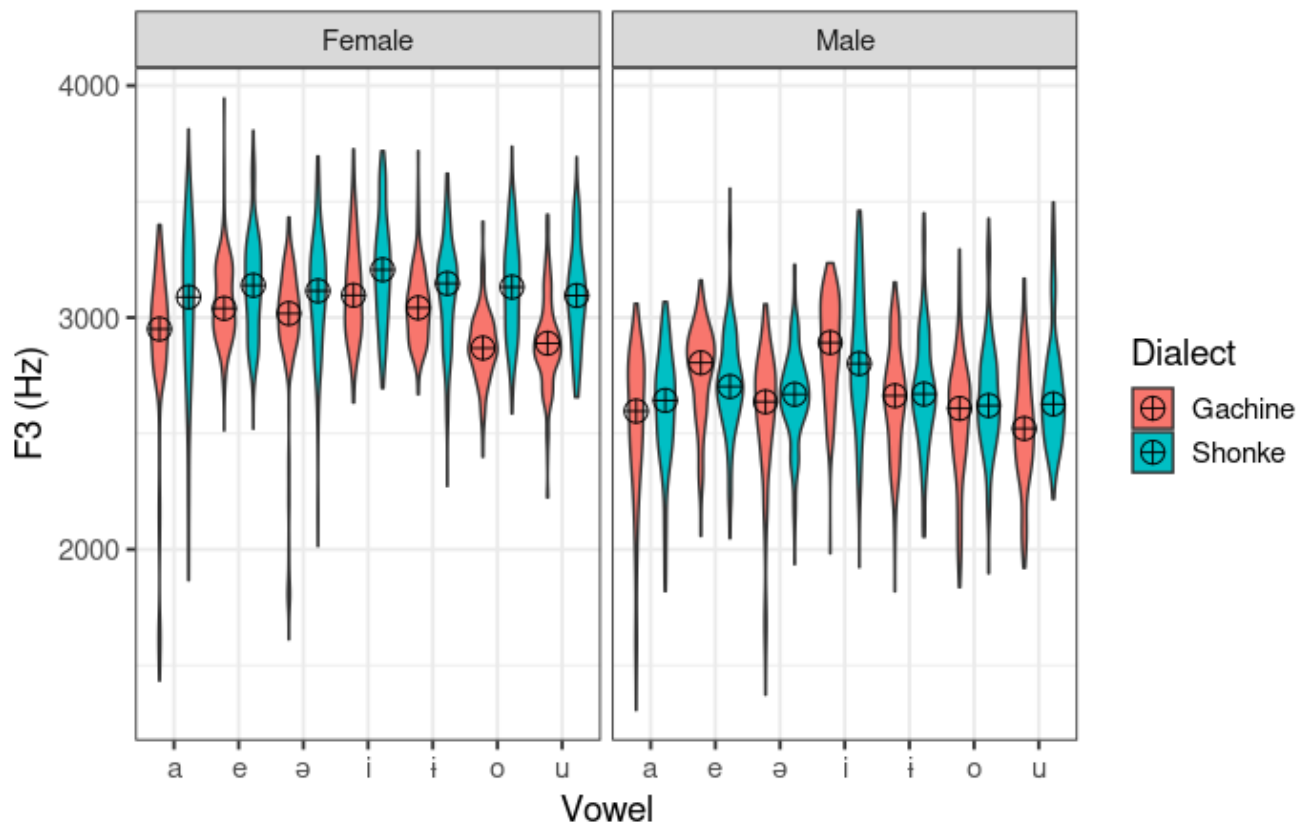 Female Male
4000
3000
2000
F3 (Hz)
a e ə i ɨ o u a e ə i ɨ o u
Vowel
Dialect
Gachine
Shonke